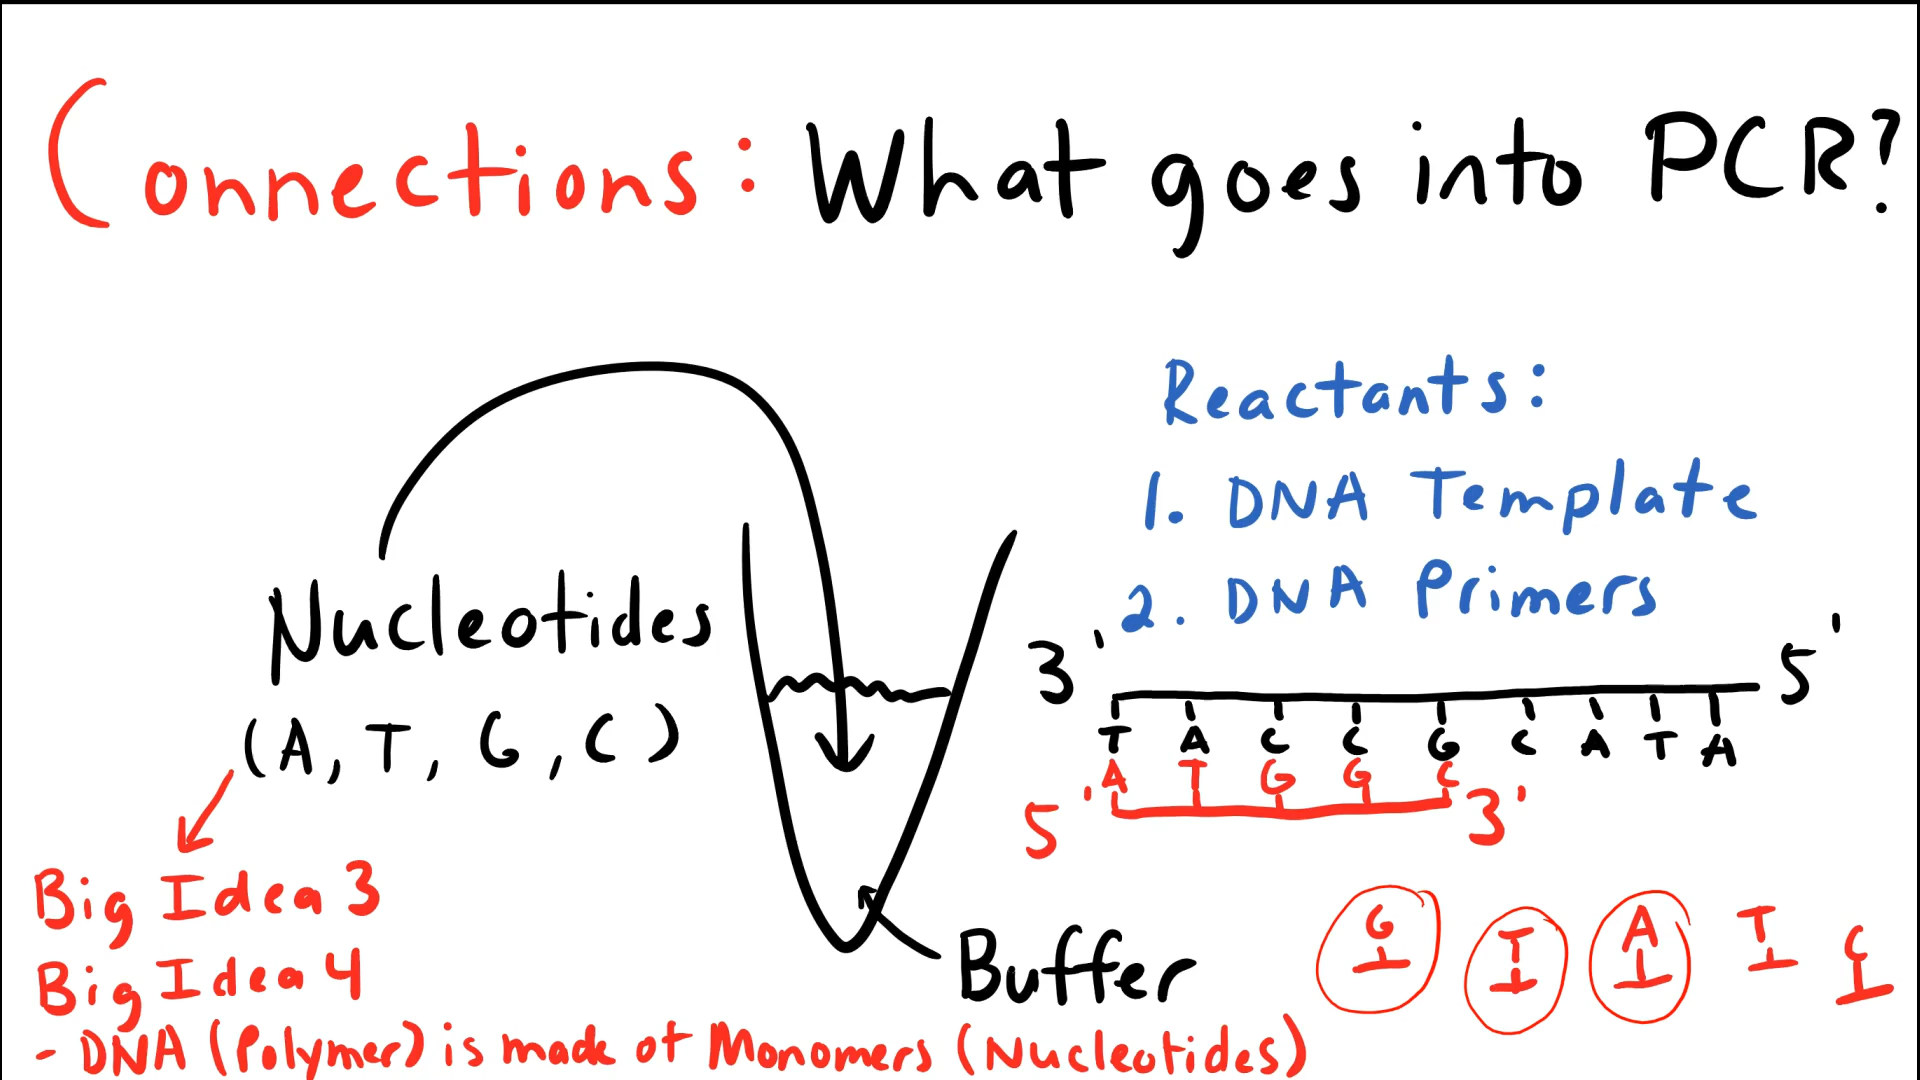 Connections: What goes into PCR?
Reactants:
1. DNA Template
2. DNA Primers
Nucleotides
(A, T, G, C)
3' 5'
T A C C G C A T A
A T G G C
5' 3'
Big Idea 3
Big Idea 4
Buffer
G T A T C
- DNA (Polymer) is made of Monomers (Nucleotides)